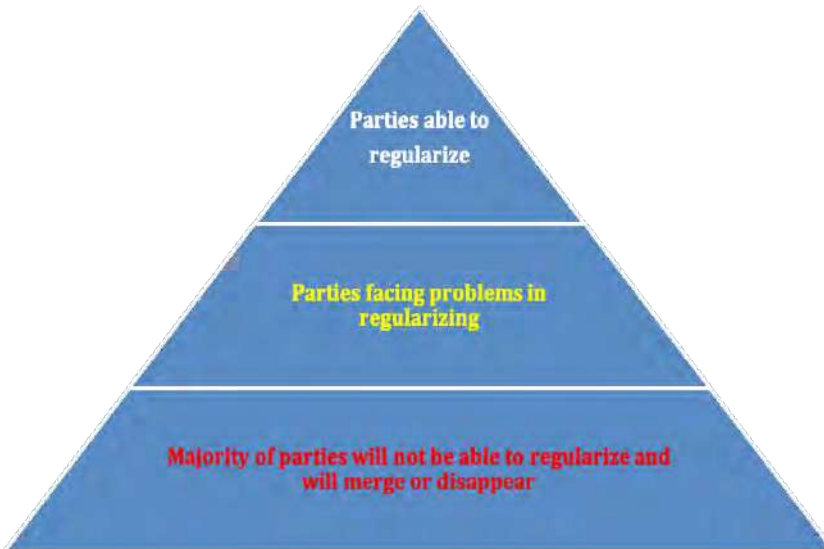 Parties able to
regularize
Parties facing problems in
regularizing
Majority of parties will not be able to regularize and
will merge or disappear